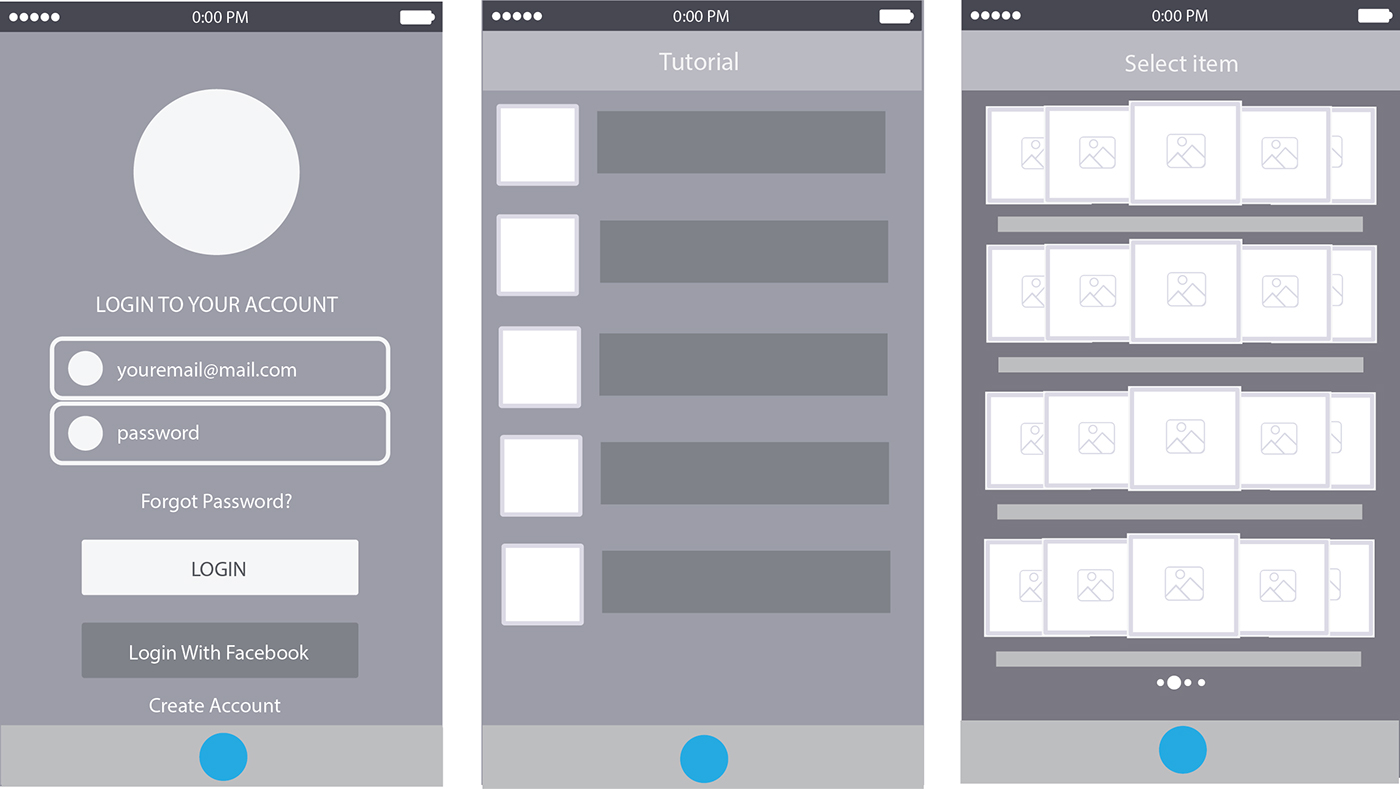 0:00 PM
LOGIN TO YOUR ACCOUNT
youremail@mail.com
password
Forgot Password?
LOGIN
Login With Facebook
Create Account
0:00 PM
Tutorial
0:00 PM
Select item